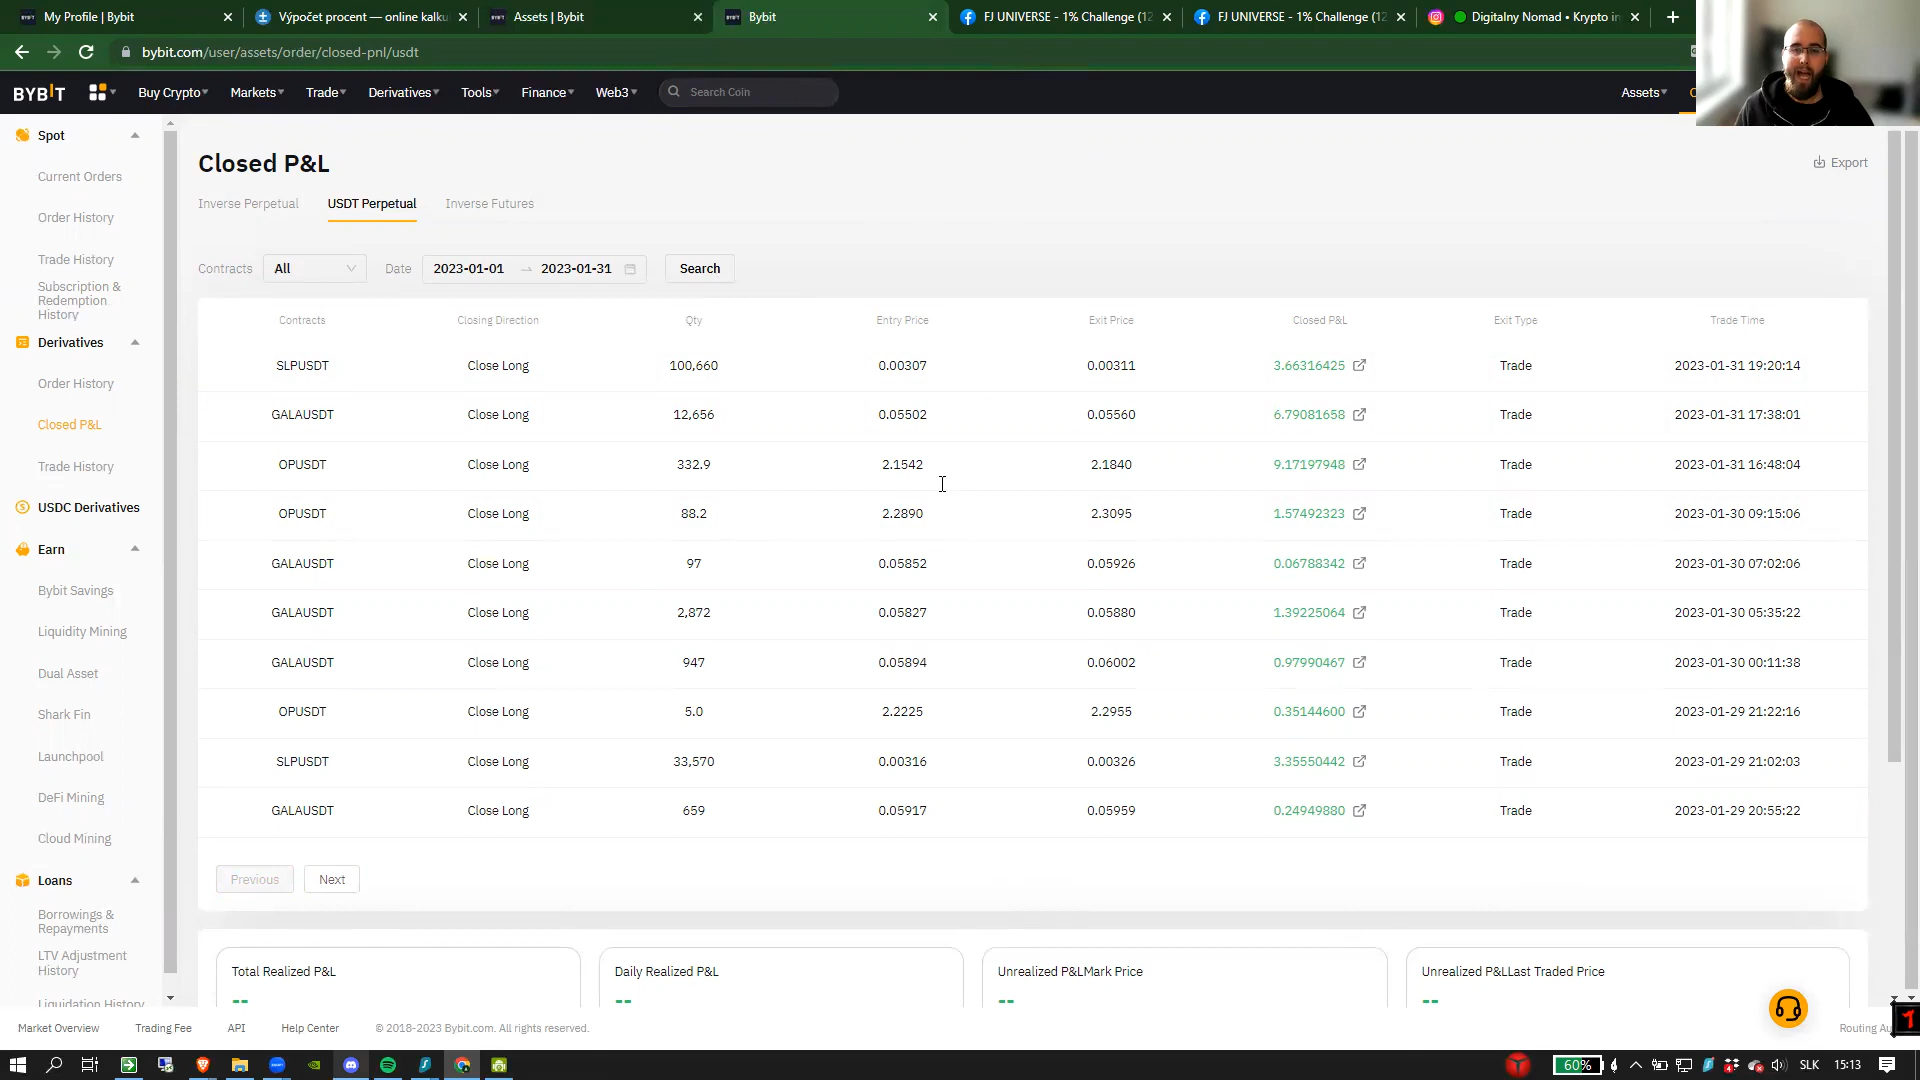 My Profile | Bybit
Výpočet procent — online kalku
Assets | Bybit
Bybit
FJ UNIVERSE - 1% Challenge (12
FJ UNIVERSE - 1% Challenge (12
Digitalny Nomad • Krypto in
bybit.com/user/assets/order/closed-pnl/usdt
BYBIT
Buy Crypto
Markets
Trade
Derivatives
Tools
Finance
Web3
Search Coin
Assets
Spot
Current Orders
Order History
Trade History
Subscription &
Redemption
History
Derivatives
Order History
Closed P&L
Trade History
USDC Derivatives
Earn
Bybit Savings
Liquidity Mining
Dual Asset
Shark Fin
Launchpool
DeFi Mining
Cloud Mining
Loans
Borrowings &
Repayments
LTV Adjustment
History
Liquidation History
Closed P&L
Export
Inverse Perpetual
USDT Perpetual
Inverse Futures
Contracts All Date 2023-01-01 → 2023-01-31 Search
Contracts Closing Direction Qty Entry Price Exit Price Closed P&L Exit Type Trade Time
SLPUSDT Close Long 100,660 0.00307 0.00311 3.66316425 Trade 2023-01-31 19:20:14
GALAUSDT Close Long 12,656 0.05502 0.05560 6.79081658 Trade 2023-01-31 17:38:01
OPUSDT Close Long 332.9 2.1542 2.1840 9.17197948 Trade 2023-01-31 16:48:04
OPUSDT Close Long 88.2 2.2890 2.3095 1.57492323 Trade 2023-01-30 09:15:06
GALAUSDT Close Long 97 0.05852 0.05926 0.06788342 Trade 2023-01-30 07:02:06
GALAUSDT Close Long 2,872 0.05827 0.05880 1.39225064 Trade 2023-01-30 05:35:22
GALAUSDT Close Long 947 0.05894 0.06002 0.97990467 Trade 2023-01-30 00:11:38
OPUSDT Close Long 5.0 2.2225 2.2955 0.35144600 Trade 2023-01-29 21:22:16
SLPUSDT Close Long 33,570 0.00316 0.00326 3.35550442 Trade 2023-01-29 21:02:03
GALAUSDT Close Long 659 0.05917 0.05959 0.24949880 Trade 2023-01-29 20:55:22
Previous Next
Total Realized P&L
--
Daily Realized P&L
--
Unrealized P&LMark Price
--
Unrealized P&LLast Traded Price
--
Market Overview Trading Fee API Help Center © 2018-2023 Bybit.com. All rights reserved.
Routing
60%
SLK
15:13